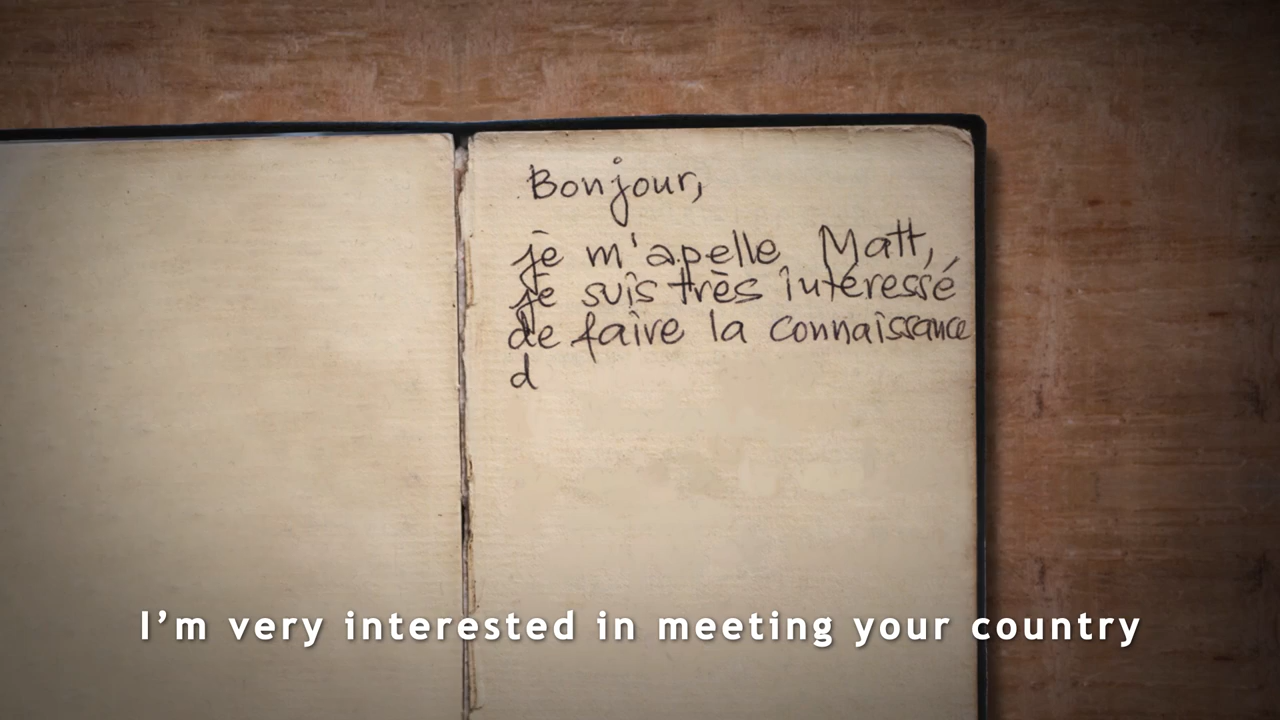 Bonjour,
je m'apelle Matt,
je suis très intéressé
de faire la connaissance
d
I'm very interested in meeting your country